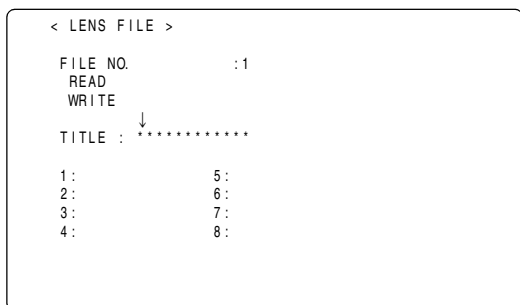 < LENS FILE >
FILE NO. :1
READ
WRITE
↓
TITLE : ************
1: 5:
2: 6:
3: 7:
4: 8: